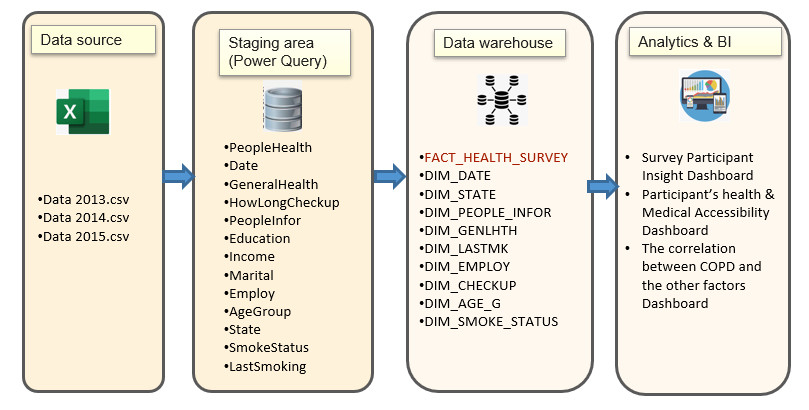 Data source
•Data 2013.csv
•Data 2014.csv
•Data 2015.csv
Staging area
(Power Query)
•PeopleHealth
•Date
•GeneralHealth
•HowLongCheckup
•PeopleInfor
•Education
•Income
•Marital
•Employ
•AgeGroup
•State
•SmokeStatus
•LastSmoking
Data warehouse
•FACT_HEALTH_SURVEY
•DIM_DATE
•DIM_STATE
•DIM_PEOPLE_INFOR
•DIM_GENLHTH
•DIM_LASTMK
•DIM_EMPLOY
•DIM_CHECKUP
•DIM_AGE_G
•DIM_SMOKE_STATUS
Analytics & BI
• Survey Participant
Insight Dashboard
• Participant’s health &
Medical Accessibility
Dashboard
• The correlation
between COPD and
the other factors
Dashboard